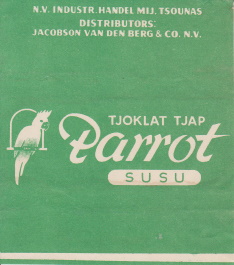 N.V. INDUSTR. HANDEL MIJ. TSOUNAS
DISTRIBUTORS:
JACOBSON VAN DEN BERG & CO. N.V.
TJOKLAT TJAP
Parrot
SUSU